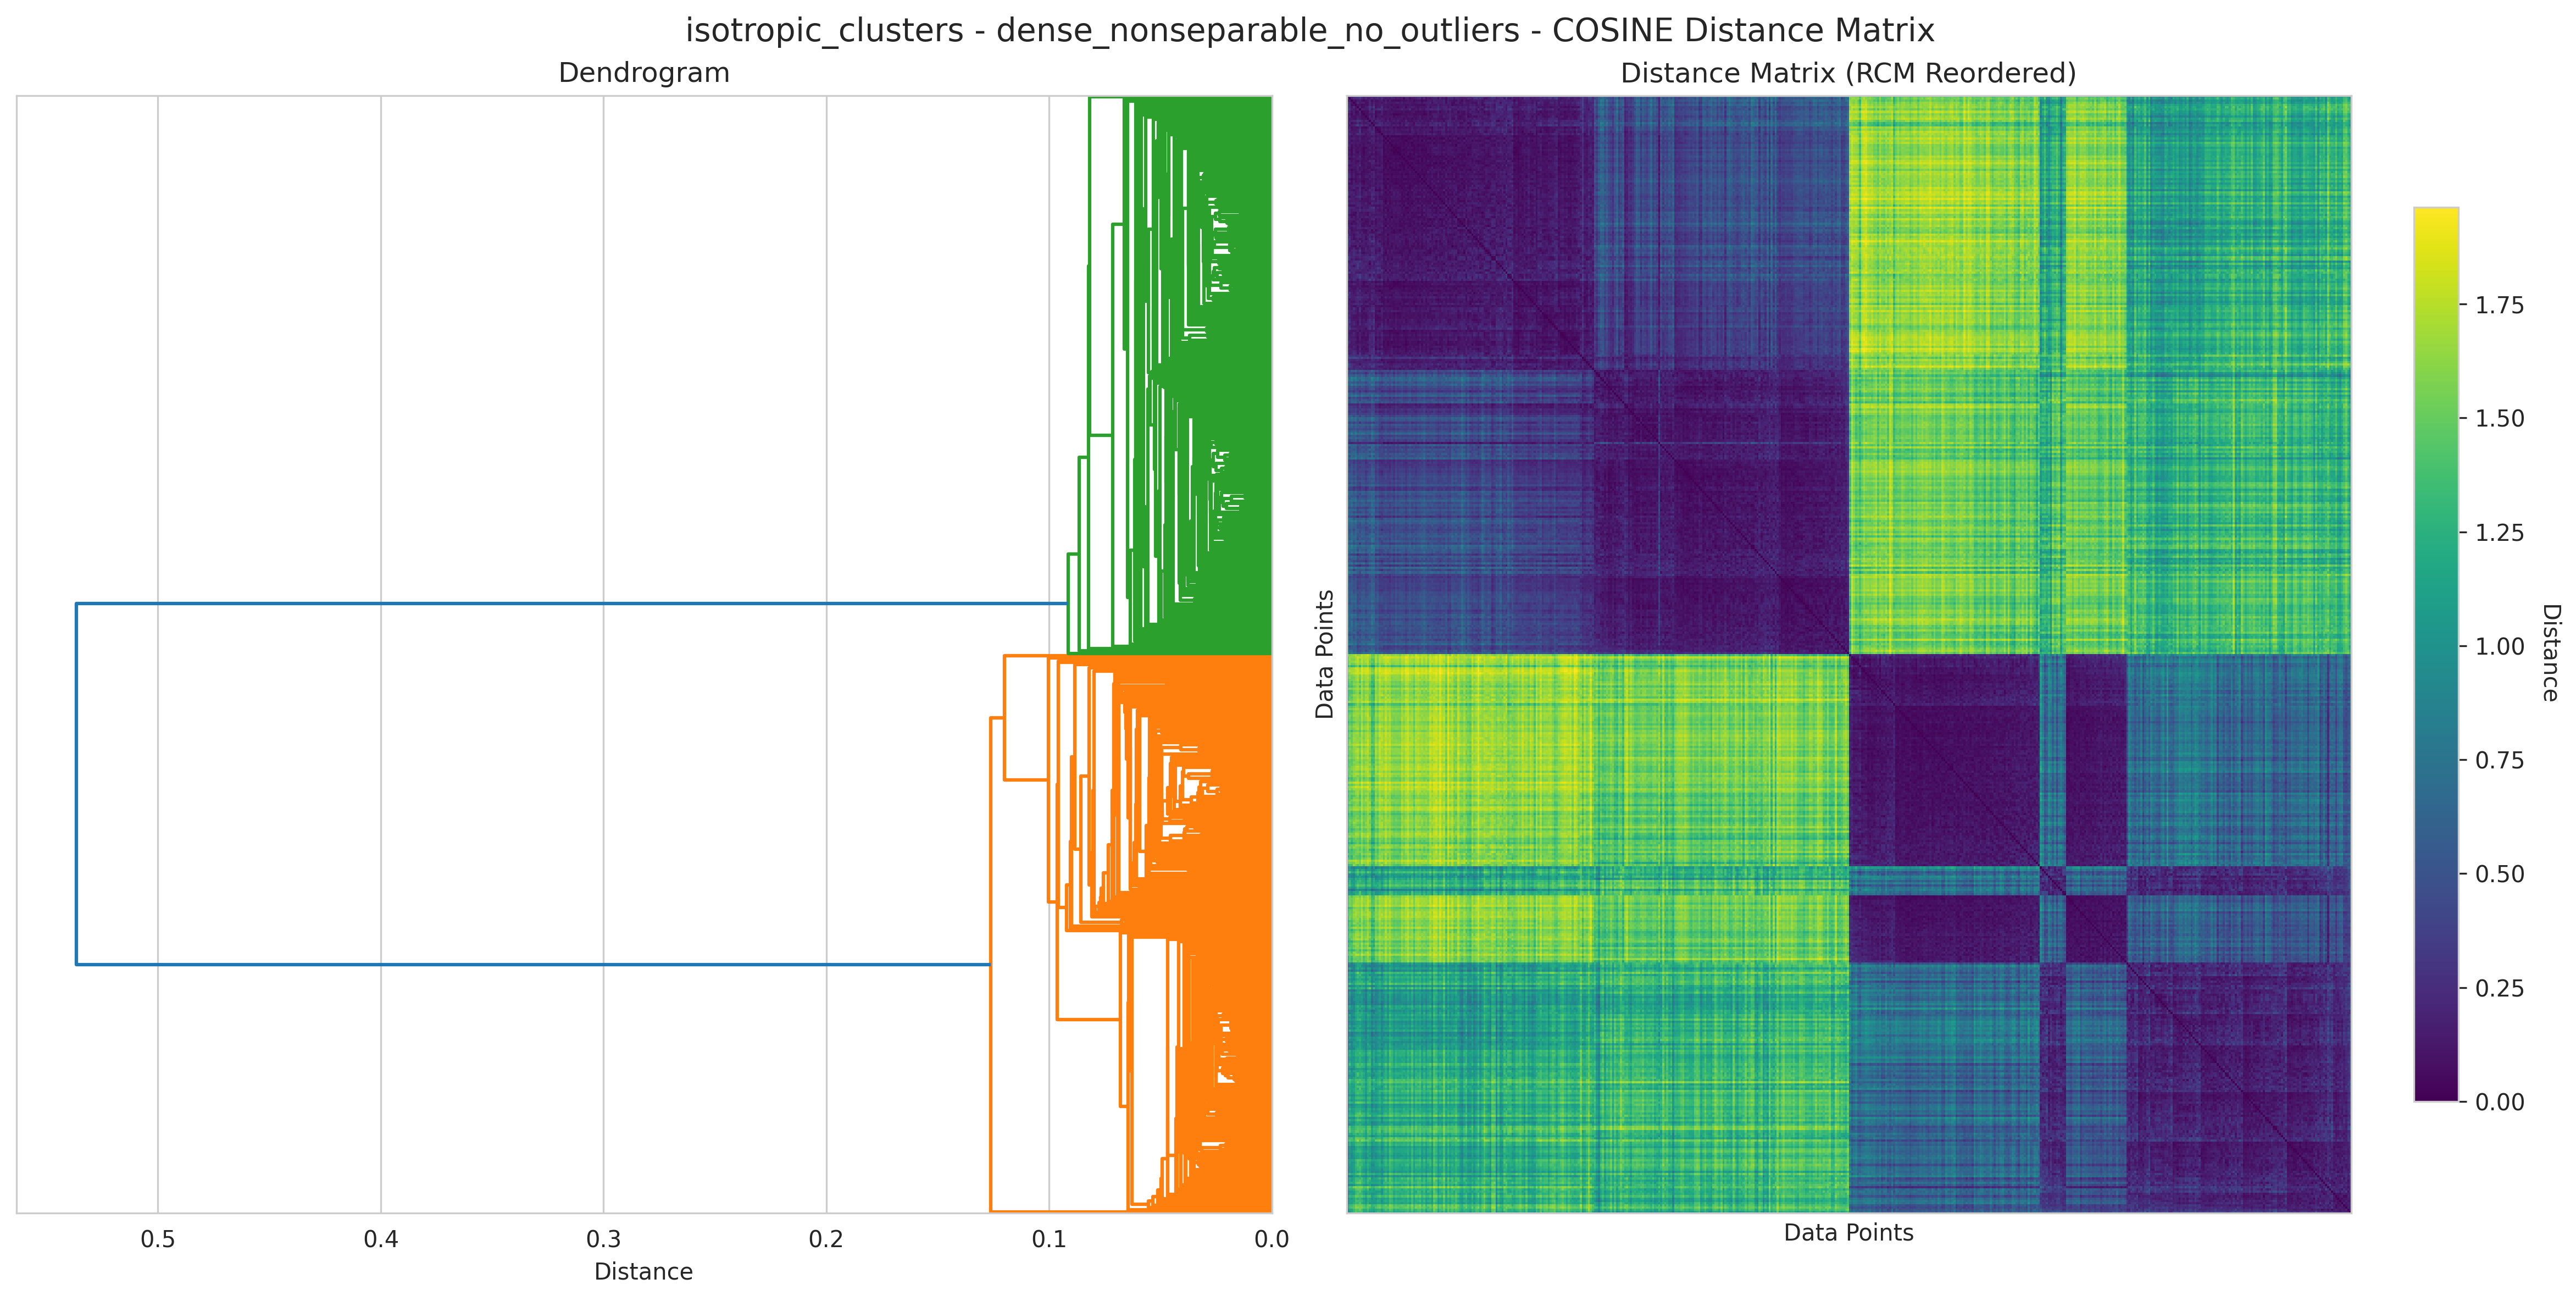 isotropic_clusters - dense_nonseparable_no_outliers - COSINE Distance Matrix
Dendrogram
0.5 0.4 0.3 0.2 0.1 0.0
Distance
Distance Matrix (RCM Reordered)
Data Points
Data Points
1.75
1.50
1.25
1.00
0.75
0.50
0.25
0.00
Distance